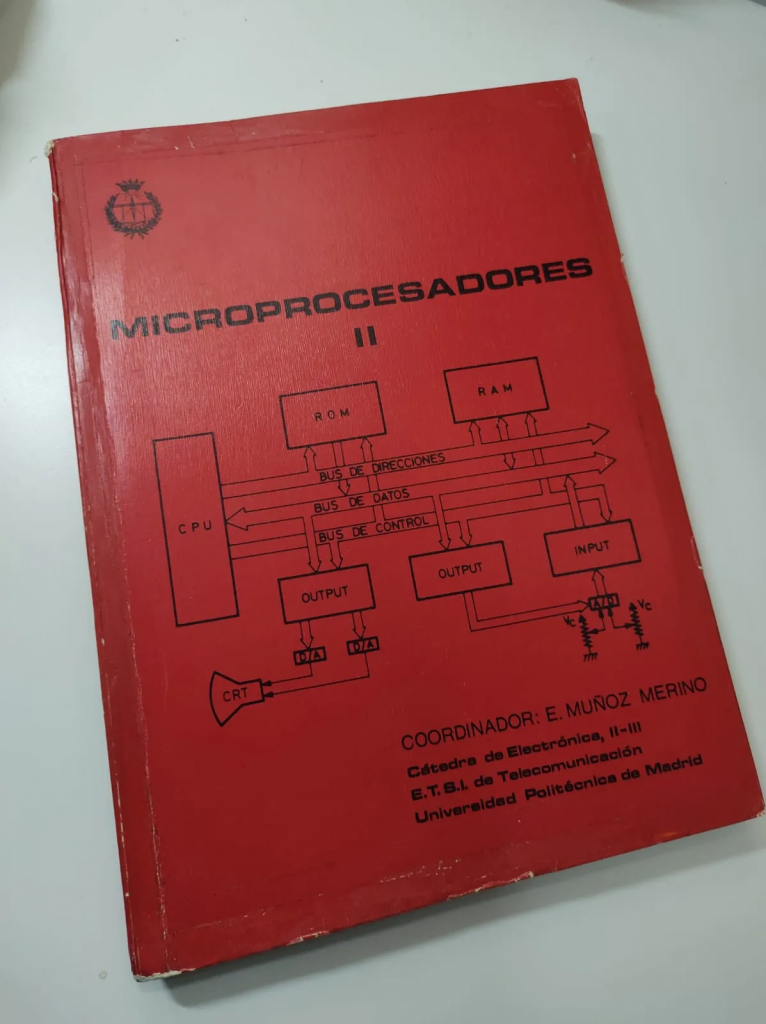 MICROPROCESADORES
II
ROM
RAM
CPU
BUS DE DIRECCIONES
BUS DE DATOS
BUS DE CONTROL
OUTPUT
OUTPUT
INPUT
D/A
D/A
A/D
Vc
Vc
CRT
COORDINADOR: E. MUÑOZ MERINO
Cátedra de Electrónica, II-III
E.T.S.I. de Telecomunicación
Universidad Politécnica de Madrid